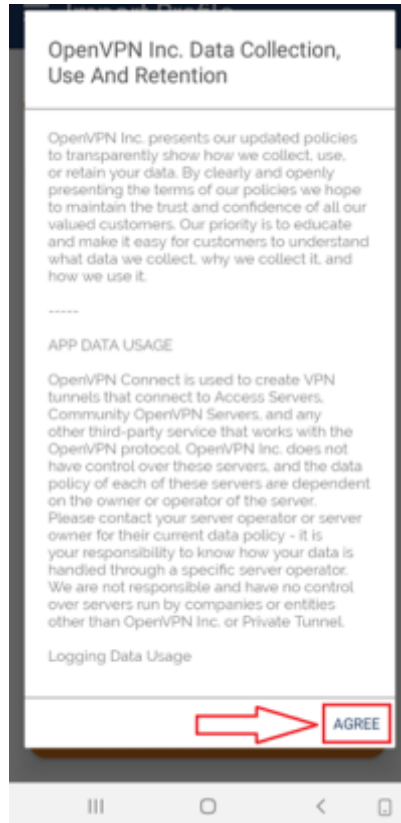 Import Profile
OpenVPN Inc. Data Collection,
Use And Retention
OpenVPN Inc. presents our updated policies
to transparently show how we collect, use,
or retain your data. By clearly and openly
presenting the terms of our policies we hope
to maintain the trust and confidence of all our
valued customers. Our priority is to educate
and make it easy for customers to understand
what data we collect, why we collect it, and
how we use it.
-----
APP DATA USAGE
OpenVPN Connect is used to create VPN
tunnels that connect to Access Servers,
Community OpenVPN Servers, and any
other third-party service that works with the
OpenVPN protocol. OpenVPN Inc. does not
have control over these servers, and the data
policy of each of these servers are dependent
on the owner or operator of the server.
Please contact your server operator or server
owner for their current data policy - it is
your responsibility to know how your data is
handled through a specific server operator.
We are not responsible and have no control
over servers run by companies or entities
other than OpenVPN Inc. or Private Tunnel.
Logging Data Usage
AGREE